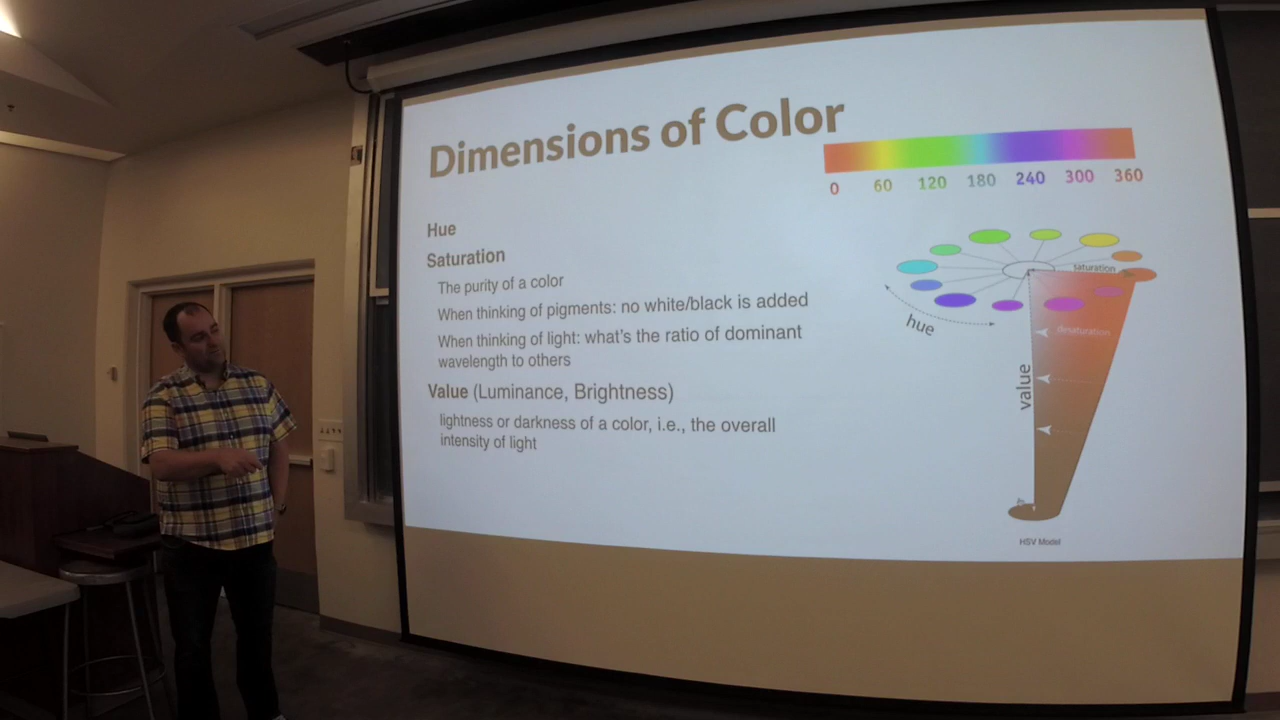 Dimensions of Color
0 60 120 180 240 300 360
Hue
Saturation
The purity of a color
When thinking of pigments: no white/black is added
When thinking of light: what's the ratio of dominant
wavelength to others
Value (Luminance, Brightness)
lightness or darkness of a color, i.e., the overall
intensity of light
saturation
hue
value
HSV Model